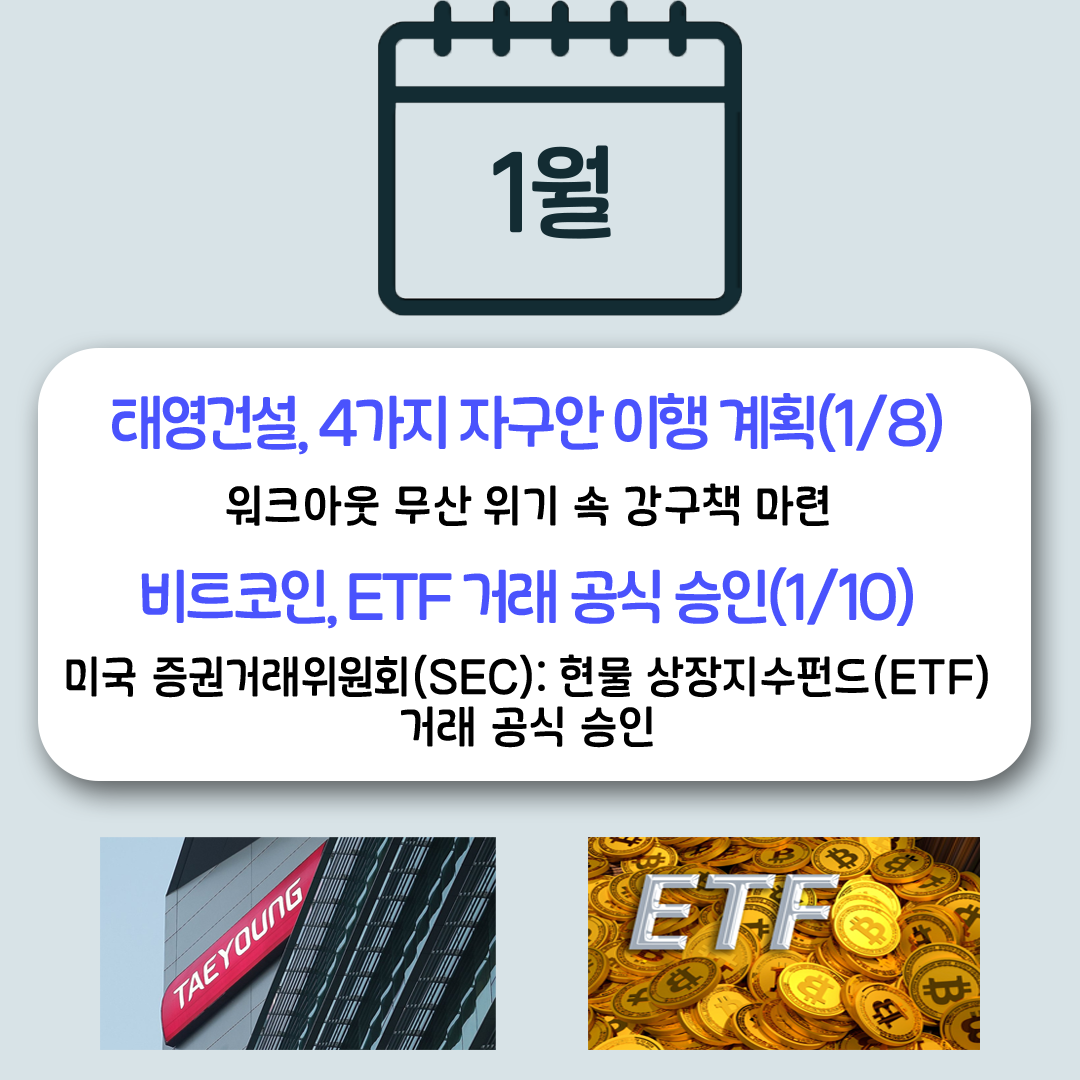 1월
태영건설, 4가지 자구안 이행 계획(1/8)
워크아웃 무산 위기 속 강구책 마련
비트코인, ETF 거래 공식 승인(1/10)
미국 증권거래위원회(SEC): 현물 상장지수펀드(ETF)
거래 공식 승인
TAEYOUNG
ETF